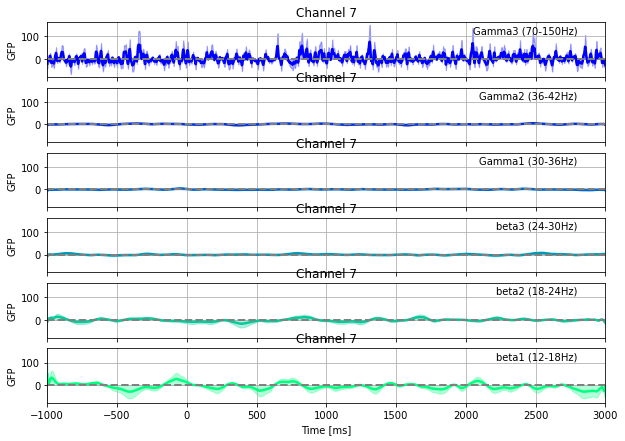 Channel 7
GFP
100
0
Gamma3 (70-150Hz)
Channel 7
GFP
100
0
Gamma2 (36-42Hz)
Channel 7
GFP
100
0
Gamma1 (30-36Hz)
Channel 7
GFP
100
0
beta3 (24-30Hz)
Channel 7
GFP
100
0
beta2 (18-24Hz)
Channel 7
GFP
100
0
beta1 (12-18Hz)
−1000 −500 0 500 1000 1500 2000 2500 3000
Time [ms]